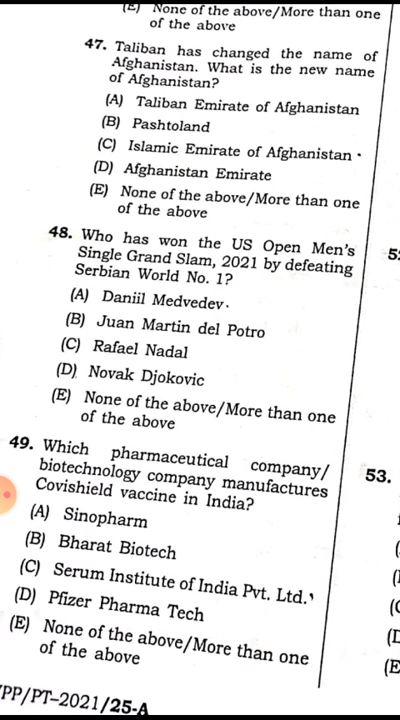 (E) None of the above/More than one
of the above
47. Taliban has changed the name of
Afghanistan. What is the new name
of Afghanistan?
(A) Taliban Emirate of Afghanistan
(B) Pashtoland
(C) Islamic Emirate of Afghanistan
(D) Afghanistan Emirate
(E) None of the above/More than one
of the above
48. Who has won the US Open Men's
Single Grand Slam, 2021 by defeating
Serbian World No. 1?
(A) Daniil Medvedev
(B) Juan Martin del Potro
(C) Rafael Nadal
(D) Novak Djokovic
(E) None of the above/More than one
of the above
49. Which pharmaceutical company/
biotechnology company manufactures
Covishield vaccine in India?
(A) Sinopharm
(B) Bharat Biotech
(C) Serum Institute of India Pvt. Ltd.
(D) Pfizer Pharma Tech
(E) None of the above/More than one
of the above
PP/PT–2021/25-A
53.